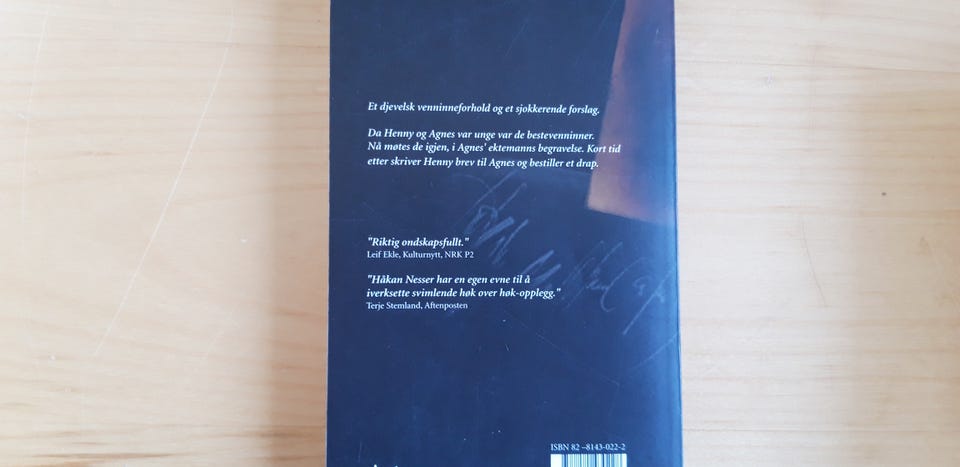 Et djevelsk venninneforhold og et sjokkerende forslag.
Da Henny og Agnes var unge var de bestevenninner.
Nå møtes de igjen, i Agnes' ektemanns begravelse. Kort tid
etter skriver Henny brev til Agnes og bestiller et drap.
"Riktig ondskapsfullt."
Leif Ekle, Kulturnytt, NRK P2
"Håkan Nesser har en egen evne til å
iverksette svimlende høk over høk-opplegg."
Terje Stemland, Aftenposten
ISBN 82 –8143-022-2